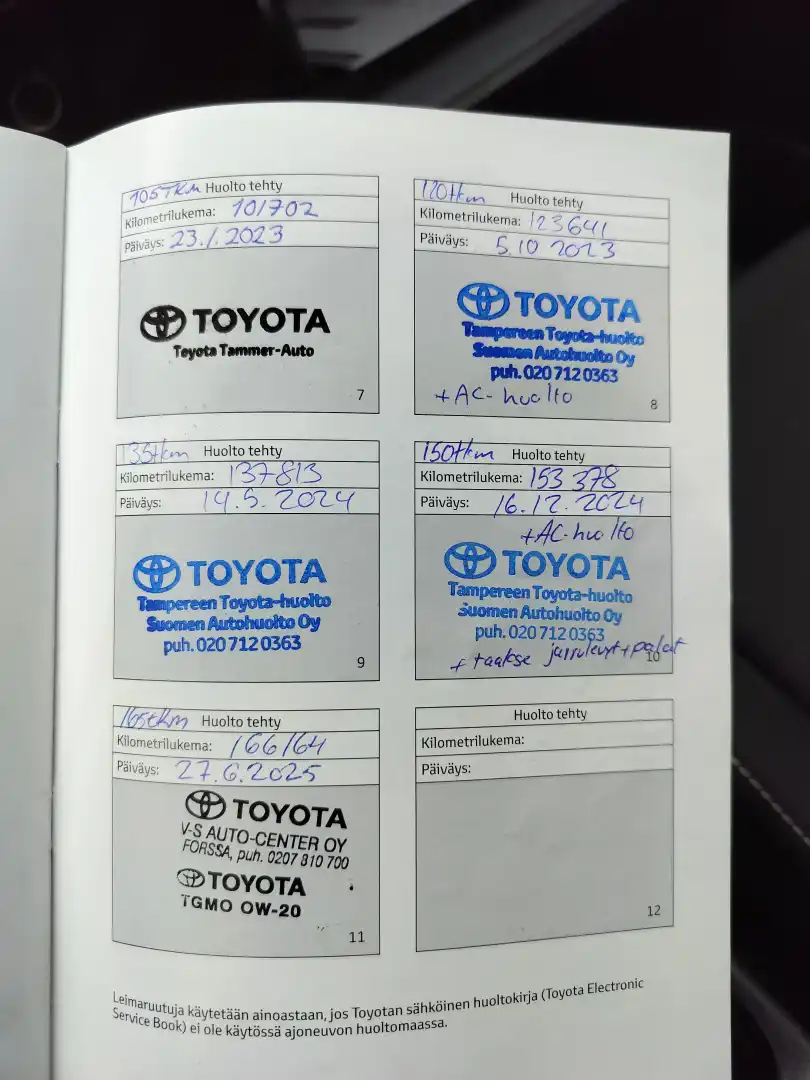 105TKM Huolto tehty
Kilometrilukema: 101702
Päiväys: 23.1.2023
TOYOTA
Toyota Tammer-Auto
7
120tkm Huolto tehty
Kilometrilukema: 123641
Päiväys: 5.10 2023
TOYOTA
Tampereen Toyota-huolto
Suomen Autohuolto Oy
puh. 020 712 0363
+AC-huolto
8
135tkm Huolto tehty
Kilometrilukema: 137813
Päiväys: 14.5.2024
TOYOTA
Tampereen Toyota-huolto
Suomen Autohuolto Oy
puh. 020 712 0363
9
150tkm Huolto tehty
Kilometrilukema: 153 378
Päiväys: 16.12.2024
+AC-huolto
TOYOTA
Tampereen Toyota-huolto
Suomen Autohuolto Oy
puh. 020 712 0363
+ taakse jarrulevyt+palat
10
165tkm Huolto tehty
Kilometrilukema: 166164
Päiväys: 27.6.2025
TOYOTA
V-S AUTO-CENTER OY
FORSSA, puh. 0207 810 700
TOYOTA
TGMO OW-20
11
Huolto tehty
Kilometrilukema:
Päiväys:
12
Leimaruutuja käytetään ainoastaan, jos Toyotan sähköinen huoltokirja (Toyota Electronic
Service Book) ei ole käytössä ajoneuvon huoltomaassa.